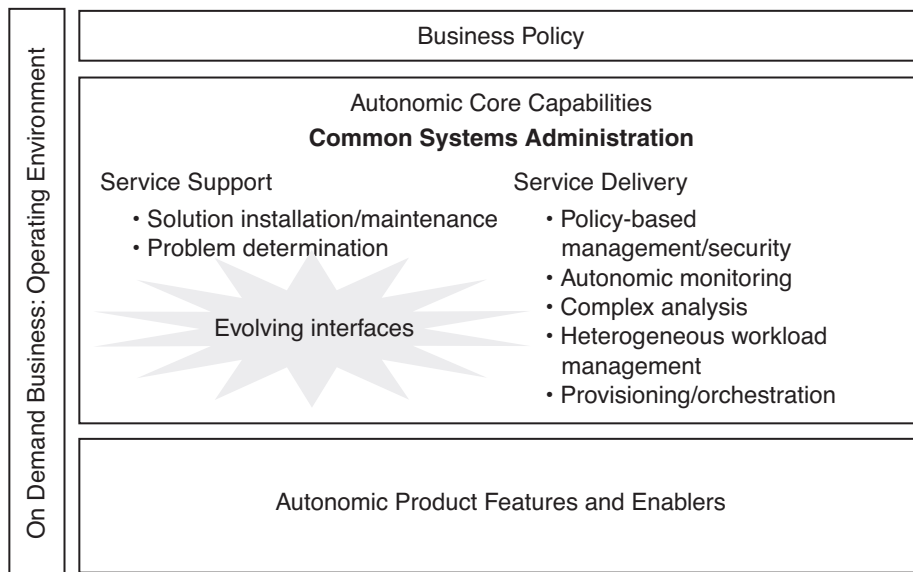 On Demand Business: Operating Environment
Business Policy
Autonomic Core Capabilities
Common Systems Administration
Service Support
• Solution installation/maintenance
• Problem determination
Evolving interfaces
Service Delivery
• Policy-based
management/security
• Autonomic monitoring
• Complex analysis
• Heterogeneous workload
management
• Provisioning/orchestration
Autonomic Product Features and Enablers